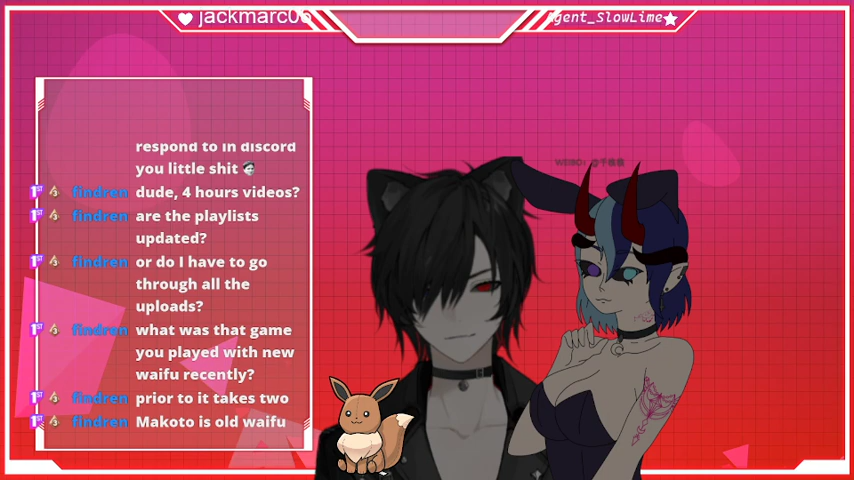 jackmarc06
Agent_SlowLime
respond to in discord
you little shit
findren dude, 4 hours videos?
findren are the playlists
updated?
findren or do I have to go
through all the
uploads?
findren what was that game
you played with new
waifu recently?
findren prior to it takes two
findren Makoto is old waifu